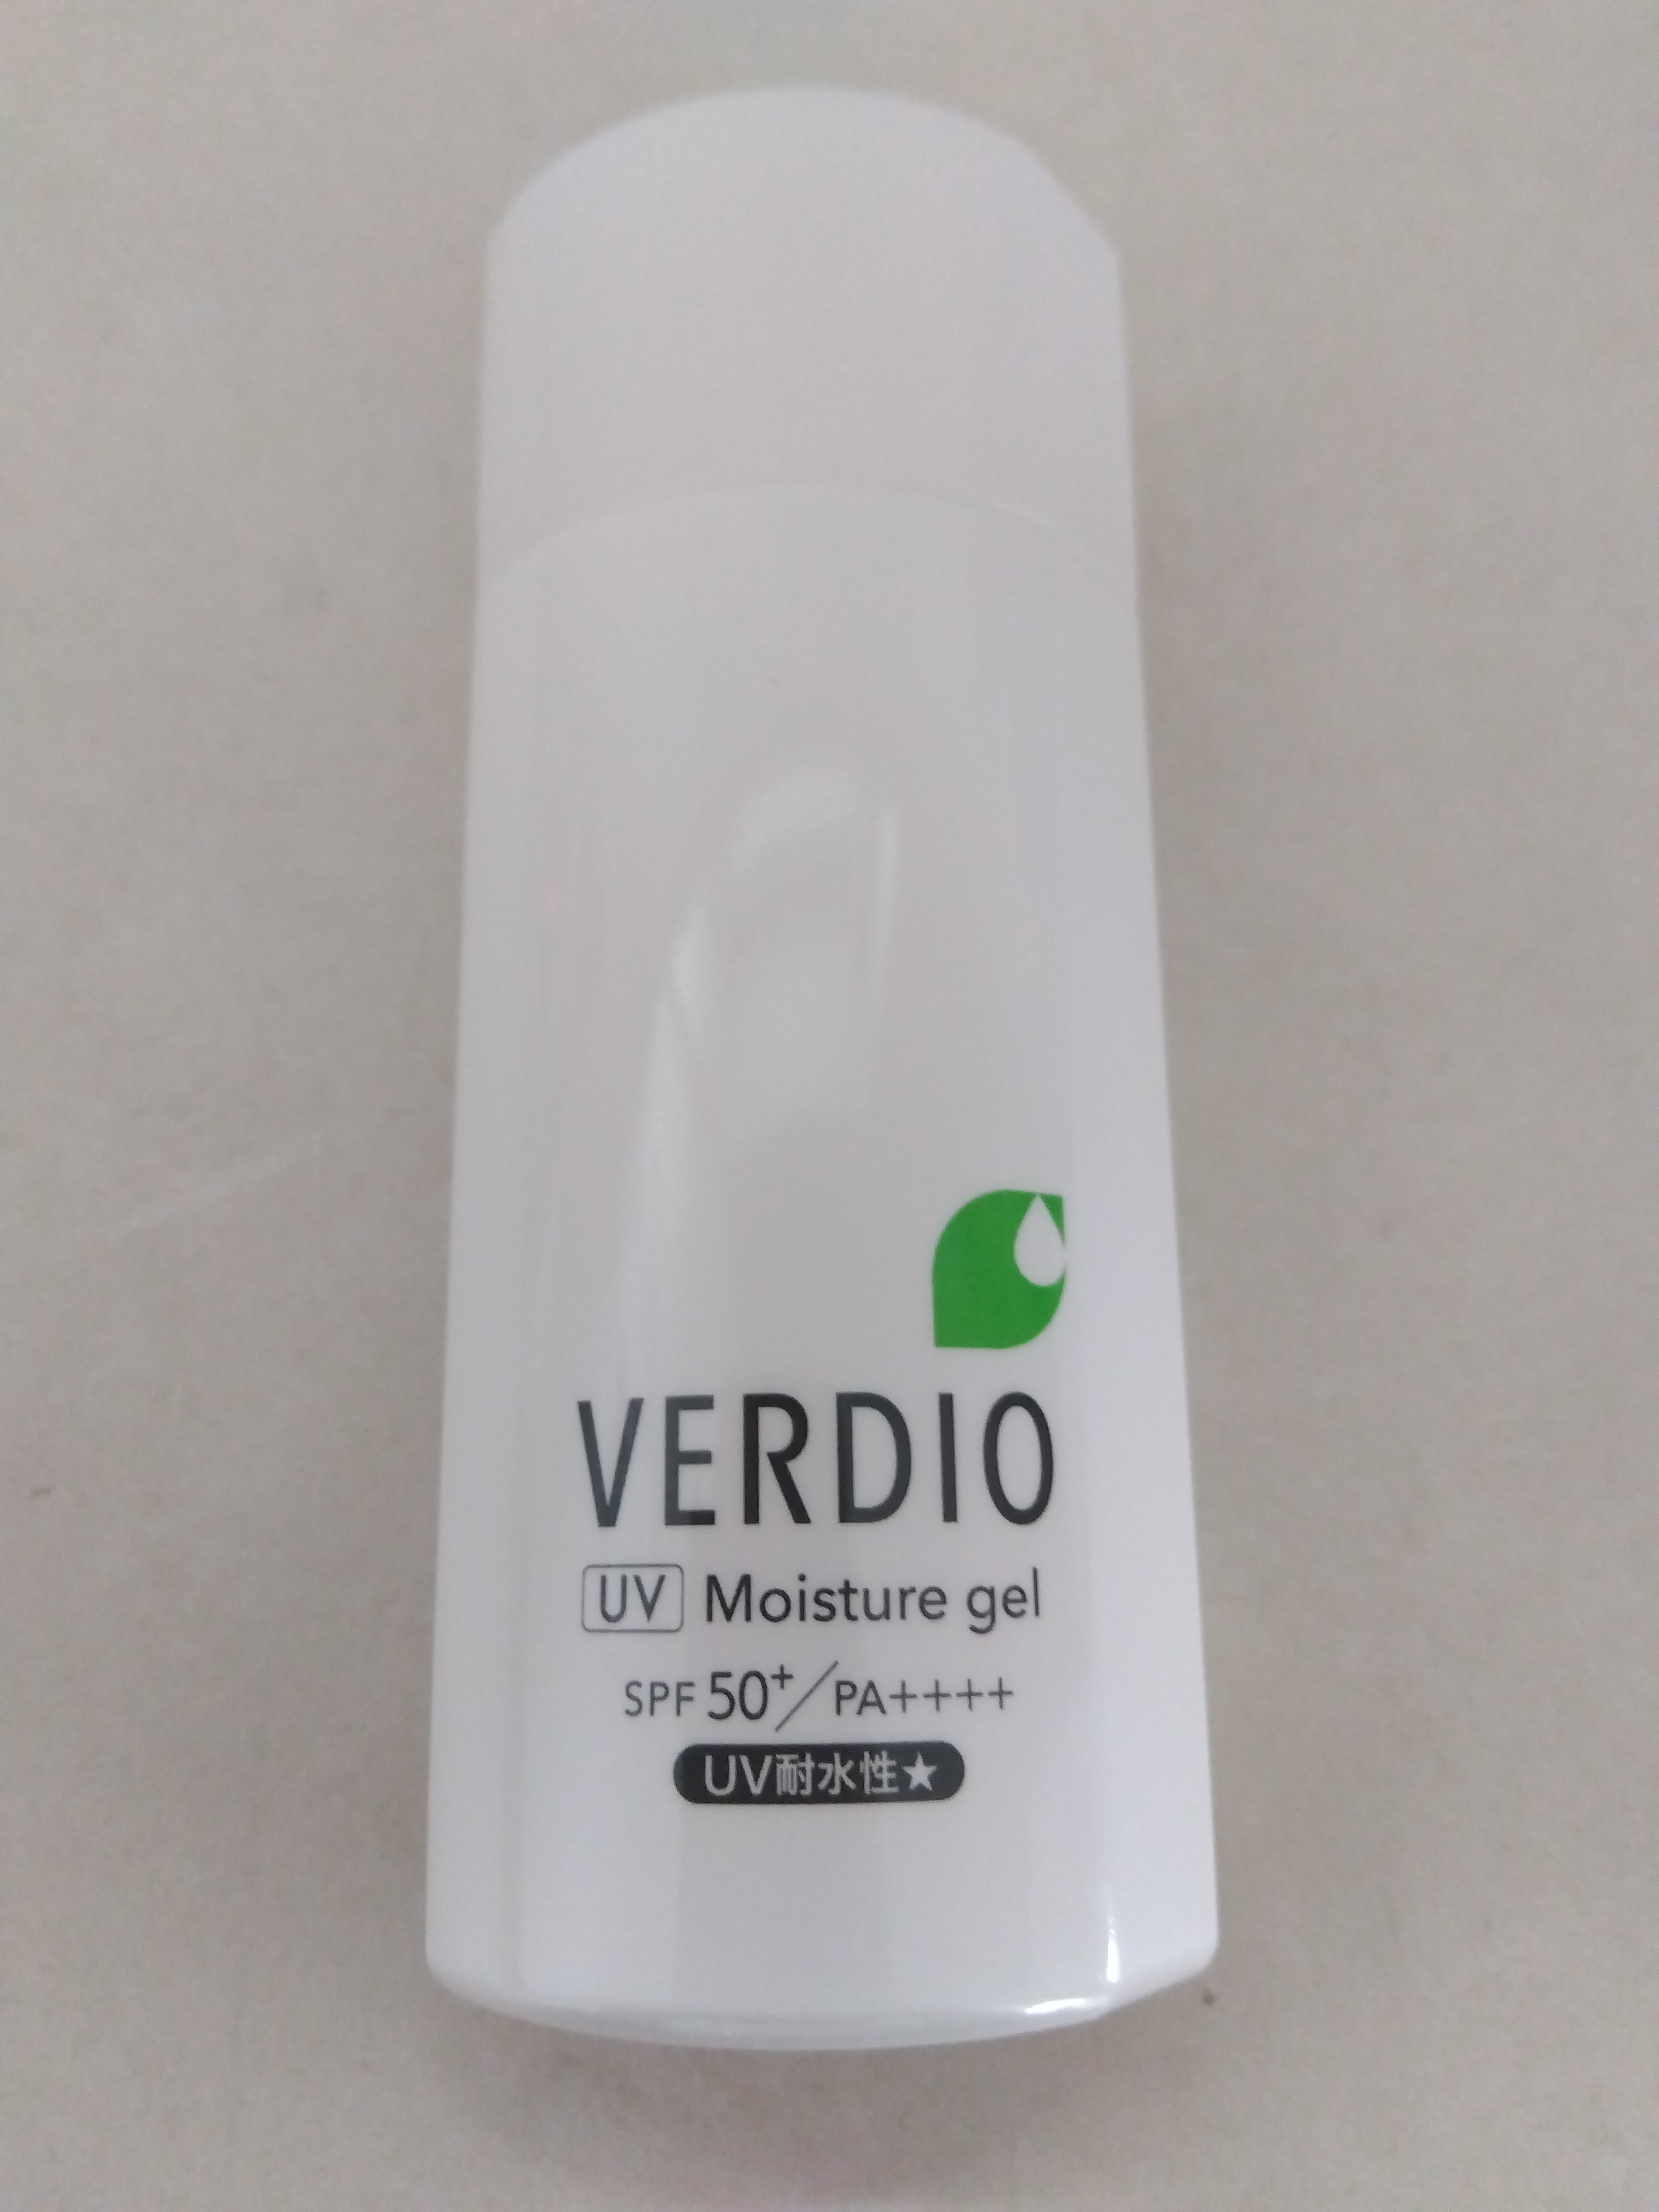 VERDIO
UV Moisture gel
SPF 50+/PA++++
UV耐水性★